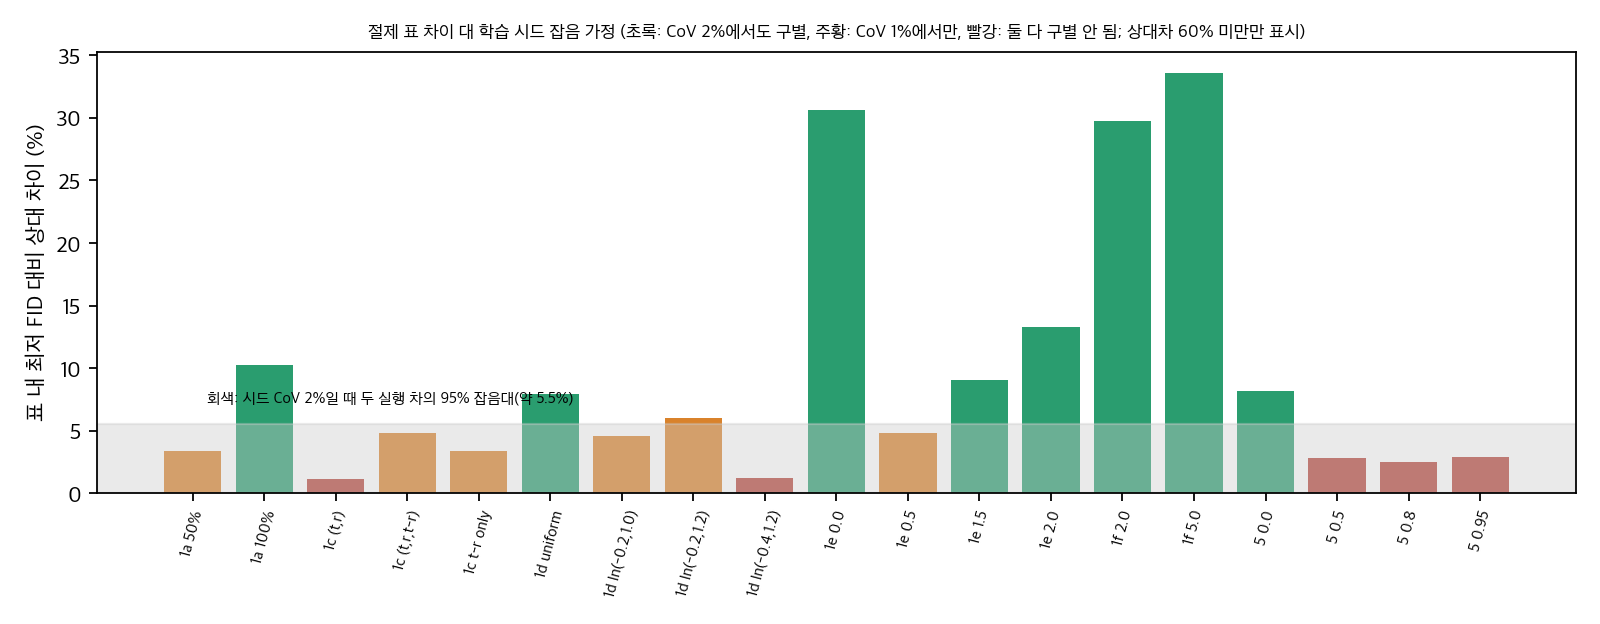 절제 표 차이 대 학습 시드 잡음 가정 (초록: CoV 2%에서도 구별, 주황: CoV 1%에서만, 빨강: 둘 다 구별 안 됨; 상대차 60% 미만만 표시)
표 내 최저 FID 대비 상대 차이 (%)
35
30
25
20
15
10
5
0
회색: 시드 CoV 2%일 때 두 실행 차의 95% 잡음대(약 5.5%)
1a 50%
1a 100%
1c (t,r)
1c (t,r,t-r)
1c t-r only
1d uniform
1d ln(-0.2,1.0)
1d ln(-0.2,1.2)
1d ln(-0.4,1.2)
1e 0.0
1e 0.5
1e 1.5
1e 2.0
1f 2.0
1f 5.0
5 0.0
5 0.5
5 0.8
5 0.95